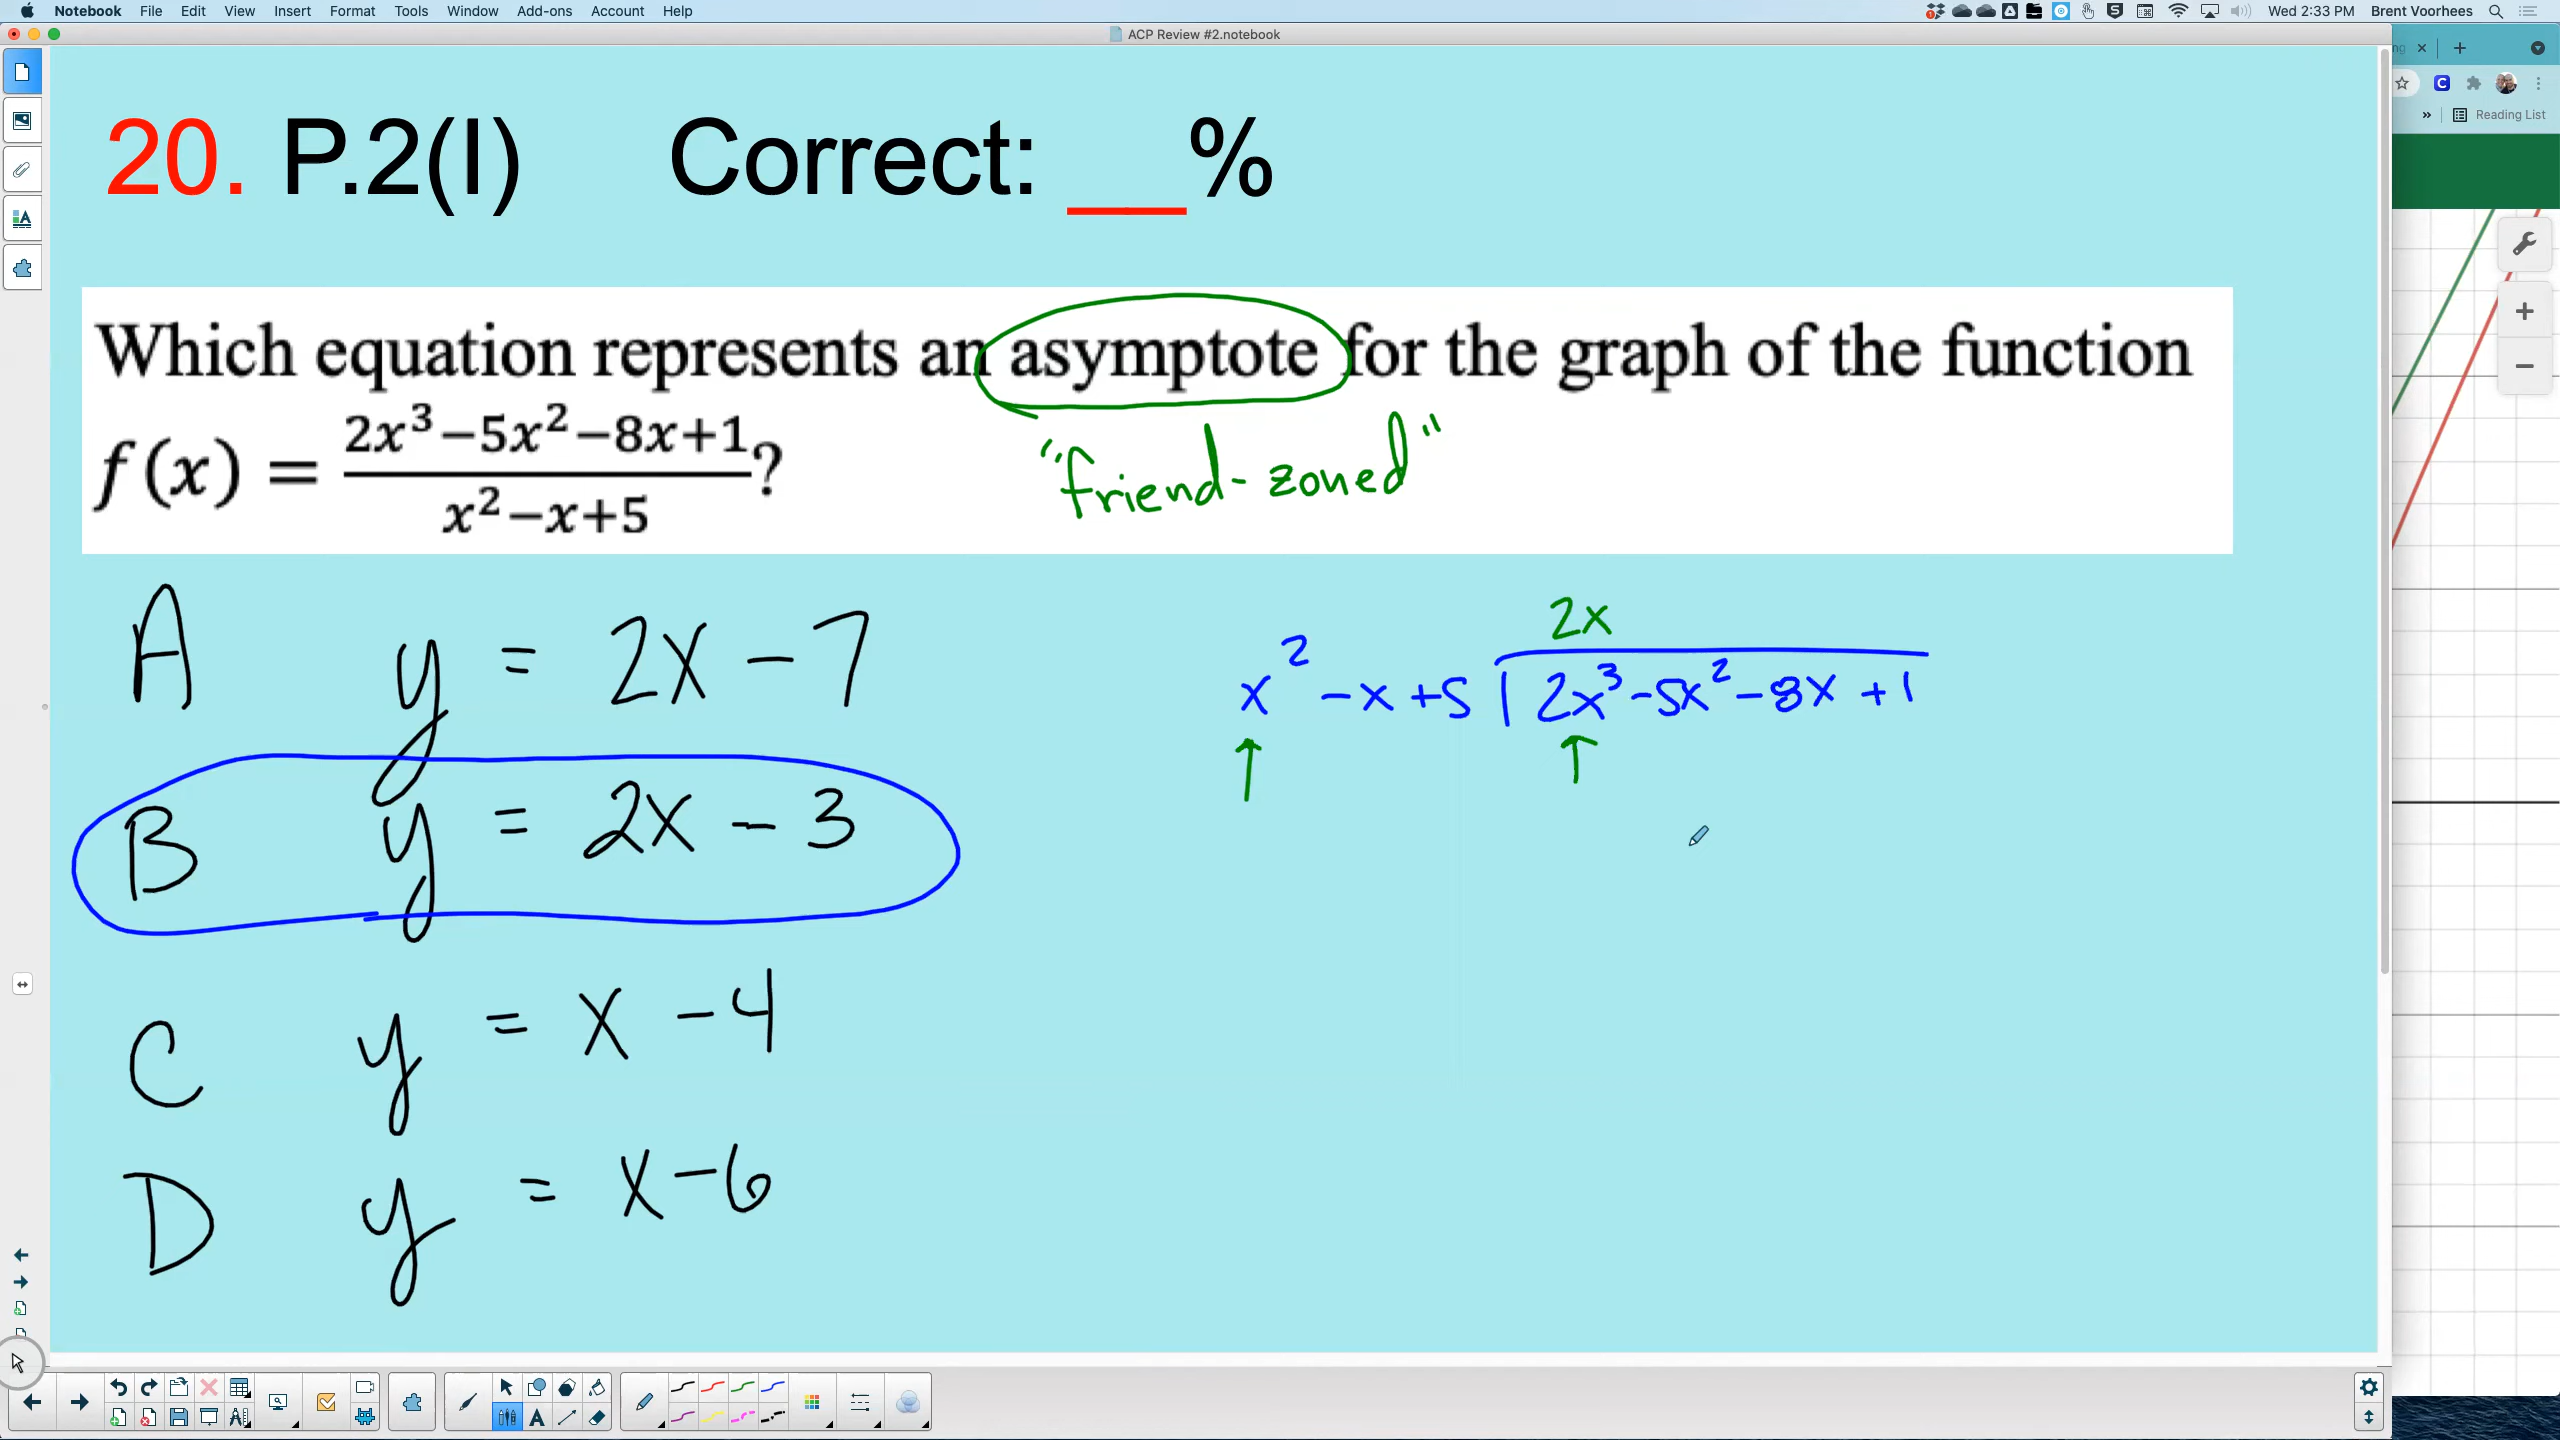 Notebook File Edit View Insert Format Tools Window Add-ons Account Help Wed 2:33 PM Brent Voorhees
ACP Review #2.notebook
Reading List
20. P.2(I) Correct: ___%
Which equation represents an asymptote for the graph of the function
f(x) = (2x³−5x²−8x+1)/(x²−x+5)?
"friend-zoned"
A y = 2x − 7
B y = 2x − 3
C y = x − 4
D y = x − 6
2x
x² − x + 5 | 2x³ − 5x² − 8x + 1